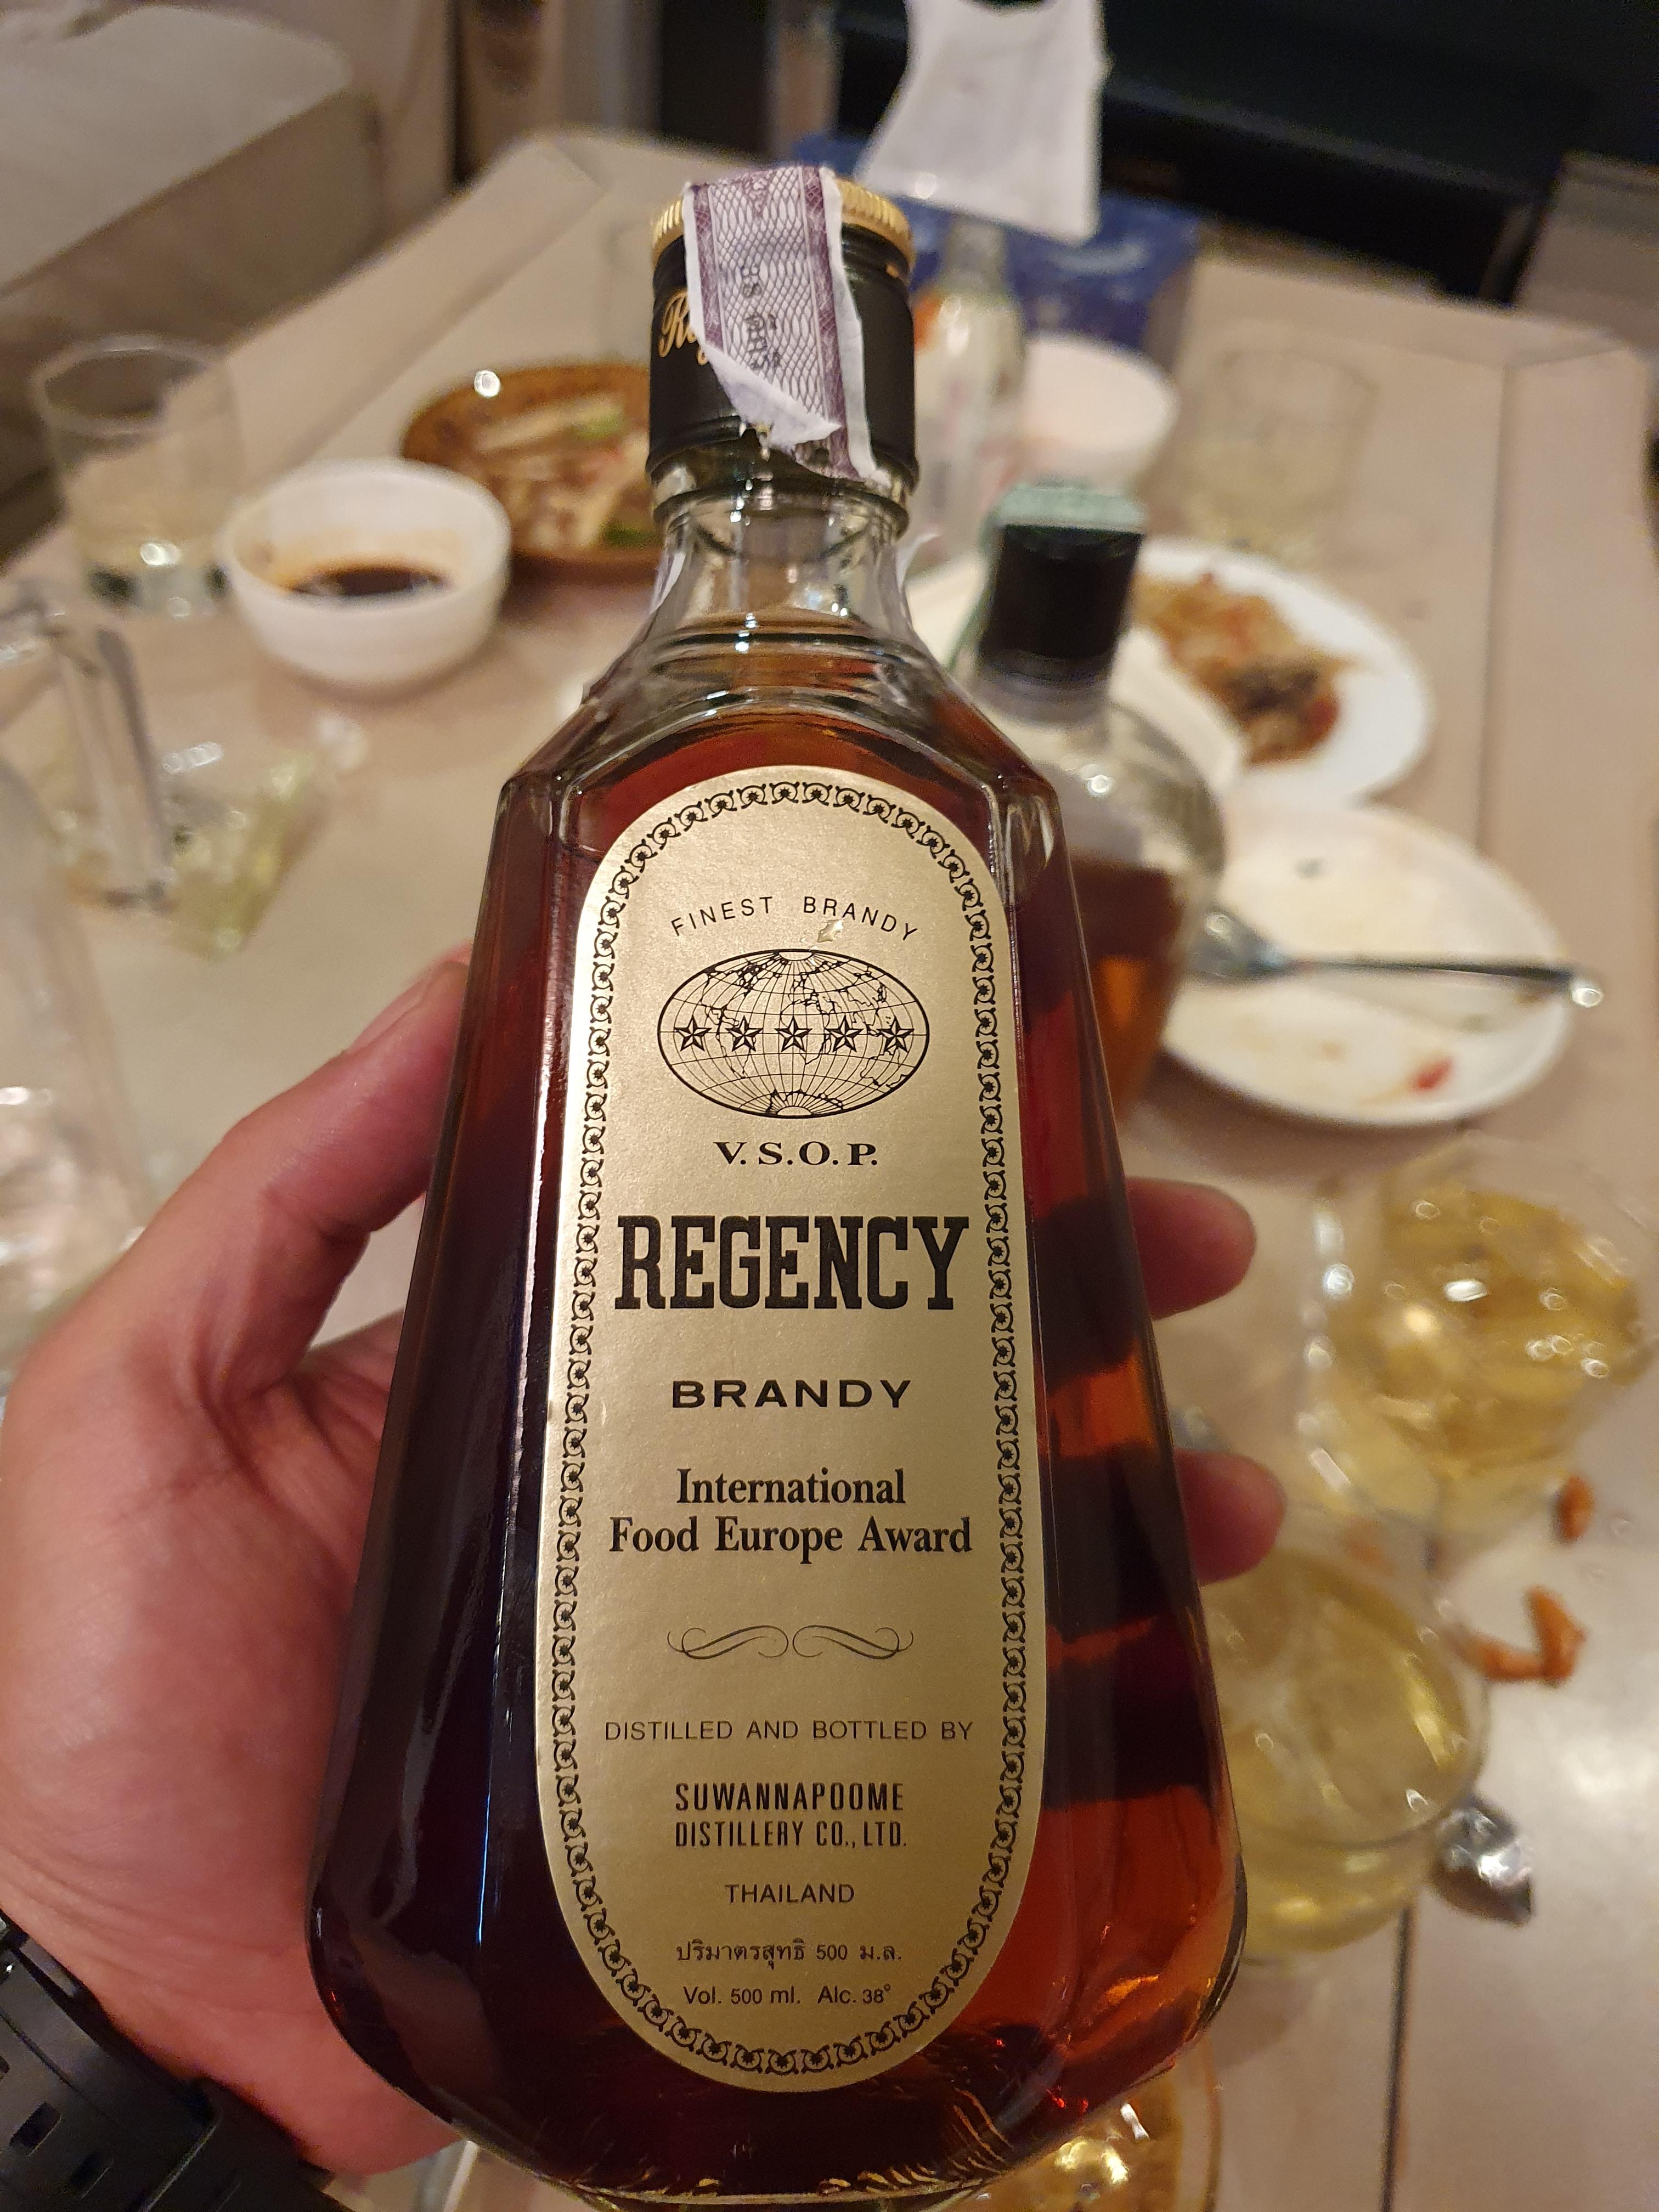 FINEST BRANDY
V.S.O.P.
REGENCY
BRANDY
International
Food Europe Award
DISTILLED AND BOTTLED BY
SUWANNAPOOME
DISTILLERY CO., LTD.
THAILAND
ปริมาตรสุทธิ 500 ม.ล.
Vol. 500 ml. Alc. 38°